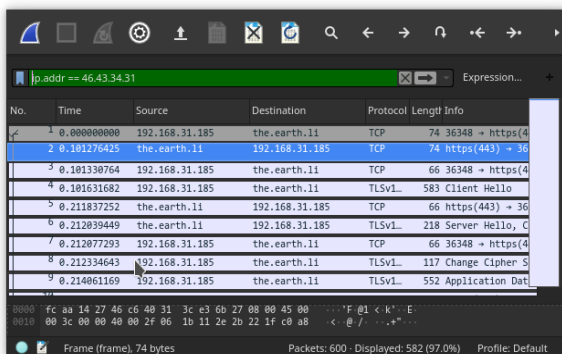 ip.addr == 46.43.34.31
Expression...
No. Time Source Destination Protocol Lengtl Info
1 0.000000000 192.168.31.185 the.earth.li TCP 74 36348 → https(4
2 0.101276425 the.earth.li 192.168.31.185 TCP 74 https(443) → 36
3 0.101330764 192.168.31.185 the.earth.li TCP 66 36348 → https(4
4 0.101631682 192.168.31.185 the.earth.li TLSv1… 583 Client Hello
5 0.211837252 the.earth.li 192.168.31.185 TCP 66 https(443) → 36
6 0.212039449 the.earth.li 192.168.31.185 TLSv1… 218 Server Hello, C
7 0.212077293 192.168.31.185 the.earth.li TCP 66 36348 → https(4
8 0.212334643 192.168.31.185 the.earth.li TLSv1… 117 Change Cipher S
9 0.214061169 192.168.31.185 the.earth.li TLSv1… 552 Application Dat
0000 fc aa 14 27 46 c6 40 31 3c e3 6b 27 08 00 45 00 ···'F·@1 <·k'··E·
0010 00 3c 00 00 40 00 2f 06 1b 11 2e 2b 22 1f c0 a8 ·<··@·/· ···.+"···
Frame (frame), 74 bytes
Packets: 600 · Displayed: 582 (97.0%)
Profile: Default